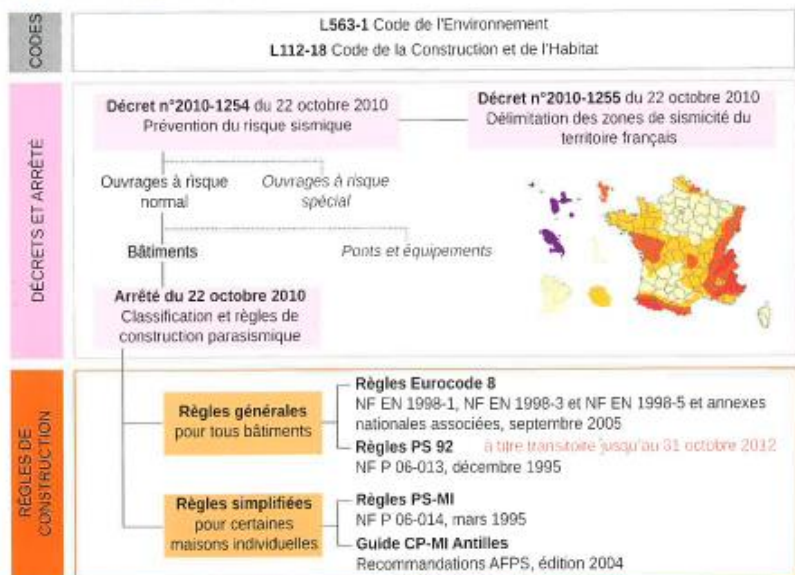 CODES
L563-1 Code de l'Environnement
L112-18 Code de la Construction et de l'Habitat
DÉCRETS ET ARRÊTÉ
Décret n°2010-1254 du 22 octobre 2010
Prévention du risque sismique
Décret n°2010-1255 du 22 octobre 2010
Délimitation des zones de sismicité du
territoire français
Ouvrages à risque
normal
Ouvrages à risque
spécial
Bâtiments
Ponts et équipements
Arrêté du 22 octobre 2010
Classification et règles de
construction parasismique
RÈGLES DE
CONSTRUCTION
Règles générales
pour tous bâtiments
Règles Eurocode 8
NF EN 1998-1, NF EN 1998-3 et NF EN 1998-5 et annexes
nationales associées, septembre 2005
Règles PS 92 à titre transitoire jusqu'au 31 octobre 2012
NF P 06-013, décembre 1995
Règles simplifiées
pour certaines
maisons individuelles
Règles PS-MI
NF P 06-014, mars 1995
Guide CP-MI Antilles
Recommandations AFPS, édition 2004